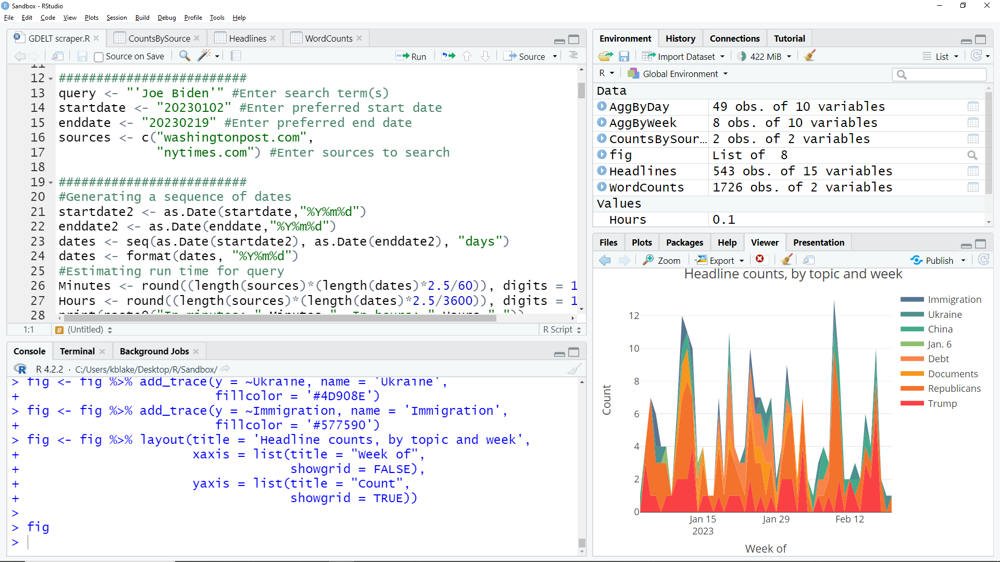 Sandbox - RStudio
File Edit Code View Plots Session Build Debug Profile Tools Help
GDELT scraper.R CountsBySource Headlines WordCounts
Source on Save Run Source
11
12 #########################
13 query <- "'Joe Biden'" #Enter search term(s)
14 startdate <- "20230102" #Enter preferred start date
15 enddate <- "20230219" #Enter preferred end date
16 sources <- c("washingtonpost.com",
17 "nytimes.com") #Enter sources to search
18
19 #########################
20 #Generating a sequence of dates
21 startdate2 <- as.Date(startdate,"%Y%m%d")
22 enddate2 <- as.Date(enddate,"%Y%m%d")
23 dates <- seq(as.Date(startdate2), as.Date(enddate2), "days")
24 dates <- format(dates, "%Y%m%d")
25 #Estimating run time for query
26 Minutes <- round((length(sources)*(length(dates)*2.5/60)), digits = 1
27 Hours <- round((length(sources)*(length(dates)*2.5/3600)), digits = 1
28 print(paste0("In minutes: ",Minutes,", In hours: ",Hours,"."))
1:1 # (Untitled) R Script
Console Terminal Background Jobs
R R 4.2.2 · C:/Users/kblake/Desktop/R/Sandbox/
> fig <- fig %>% add_trace(y = ~Ukraine, name = 'Ukraine',
+ fillcolor = '#4D908E')
> fig <- fig %>% add_trace(y = ~Immigration, name = 'Immigration',
+ fillcolor = '#577590')
> fig <- fig %>% layout(title = 'Headline counts, by topic and week',
+ xaxis = list(title = "Week of",
+ showgrid = FALSE),
+ yaxis = list(title = "Count",
+ showgrid = TRUE))
>
> fig
>
Environment History Connections Tutorial
Import Dataset 422 MiB List
R Global Environment
Data
AggByDay 49 obs. of 10 variables
AggByWeek 8 obs. of 10 variables
CountsBySour… 2 obs. of 2 variables
fig List of 8
Headlines 543 obs. of 15 variables
WordCounts 1726 obs. of 2 variables
Values
Hours 0.1
Files Plots Packages Help Viewer Presentation
Zoom Export Publish
Headline counts, by topic and week
Immigration
Ukraine
China
Jan. 6
Debt
Documents
Republicans
Trump
Count
12
10
8
6
4
2
0
Jan 15 Jan 29 Feb 12
2023
Week of